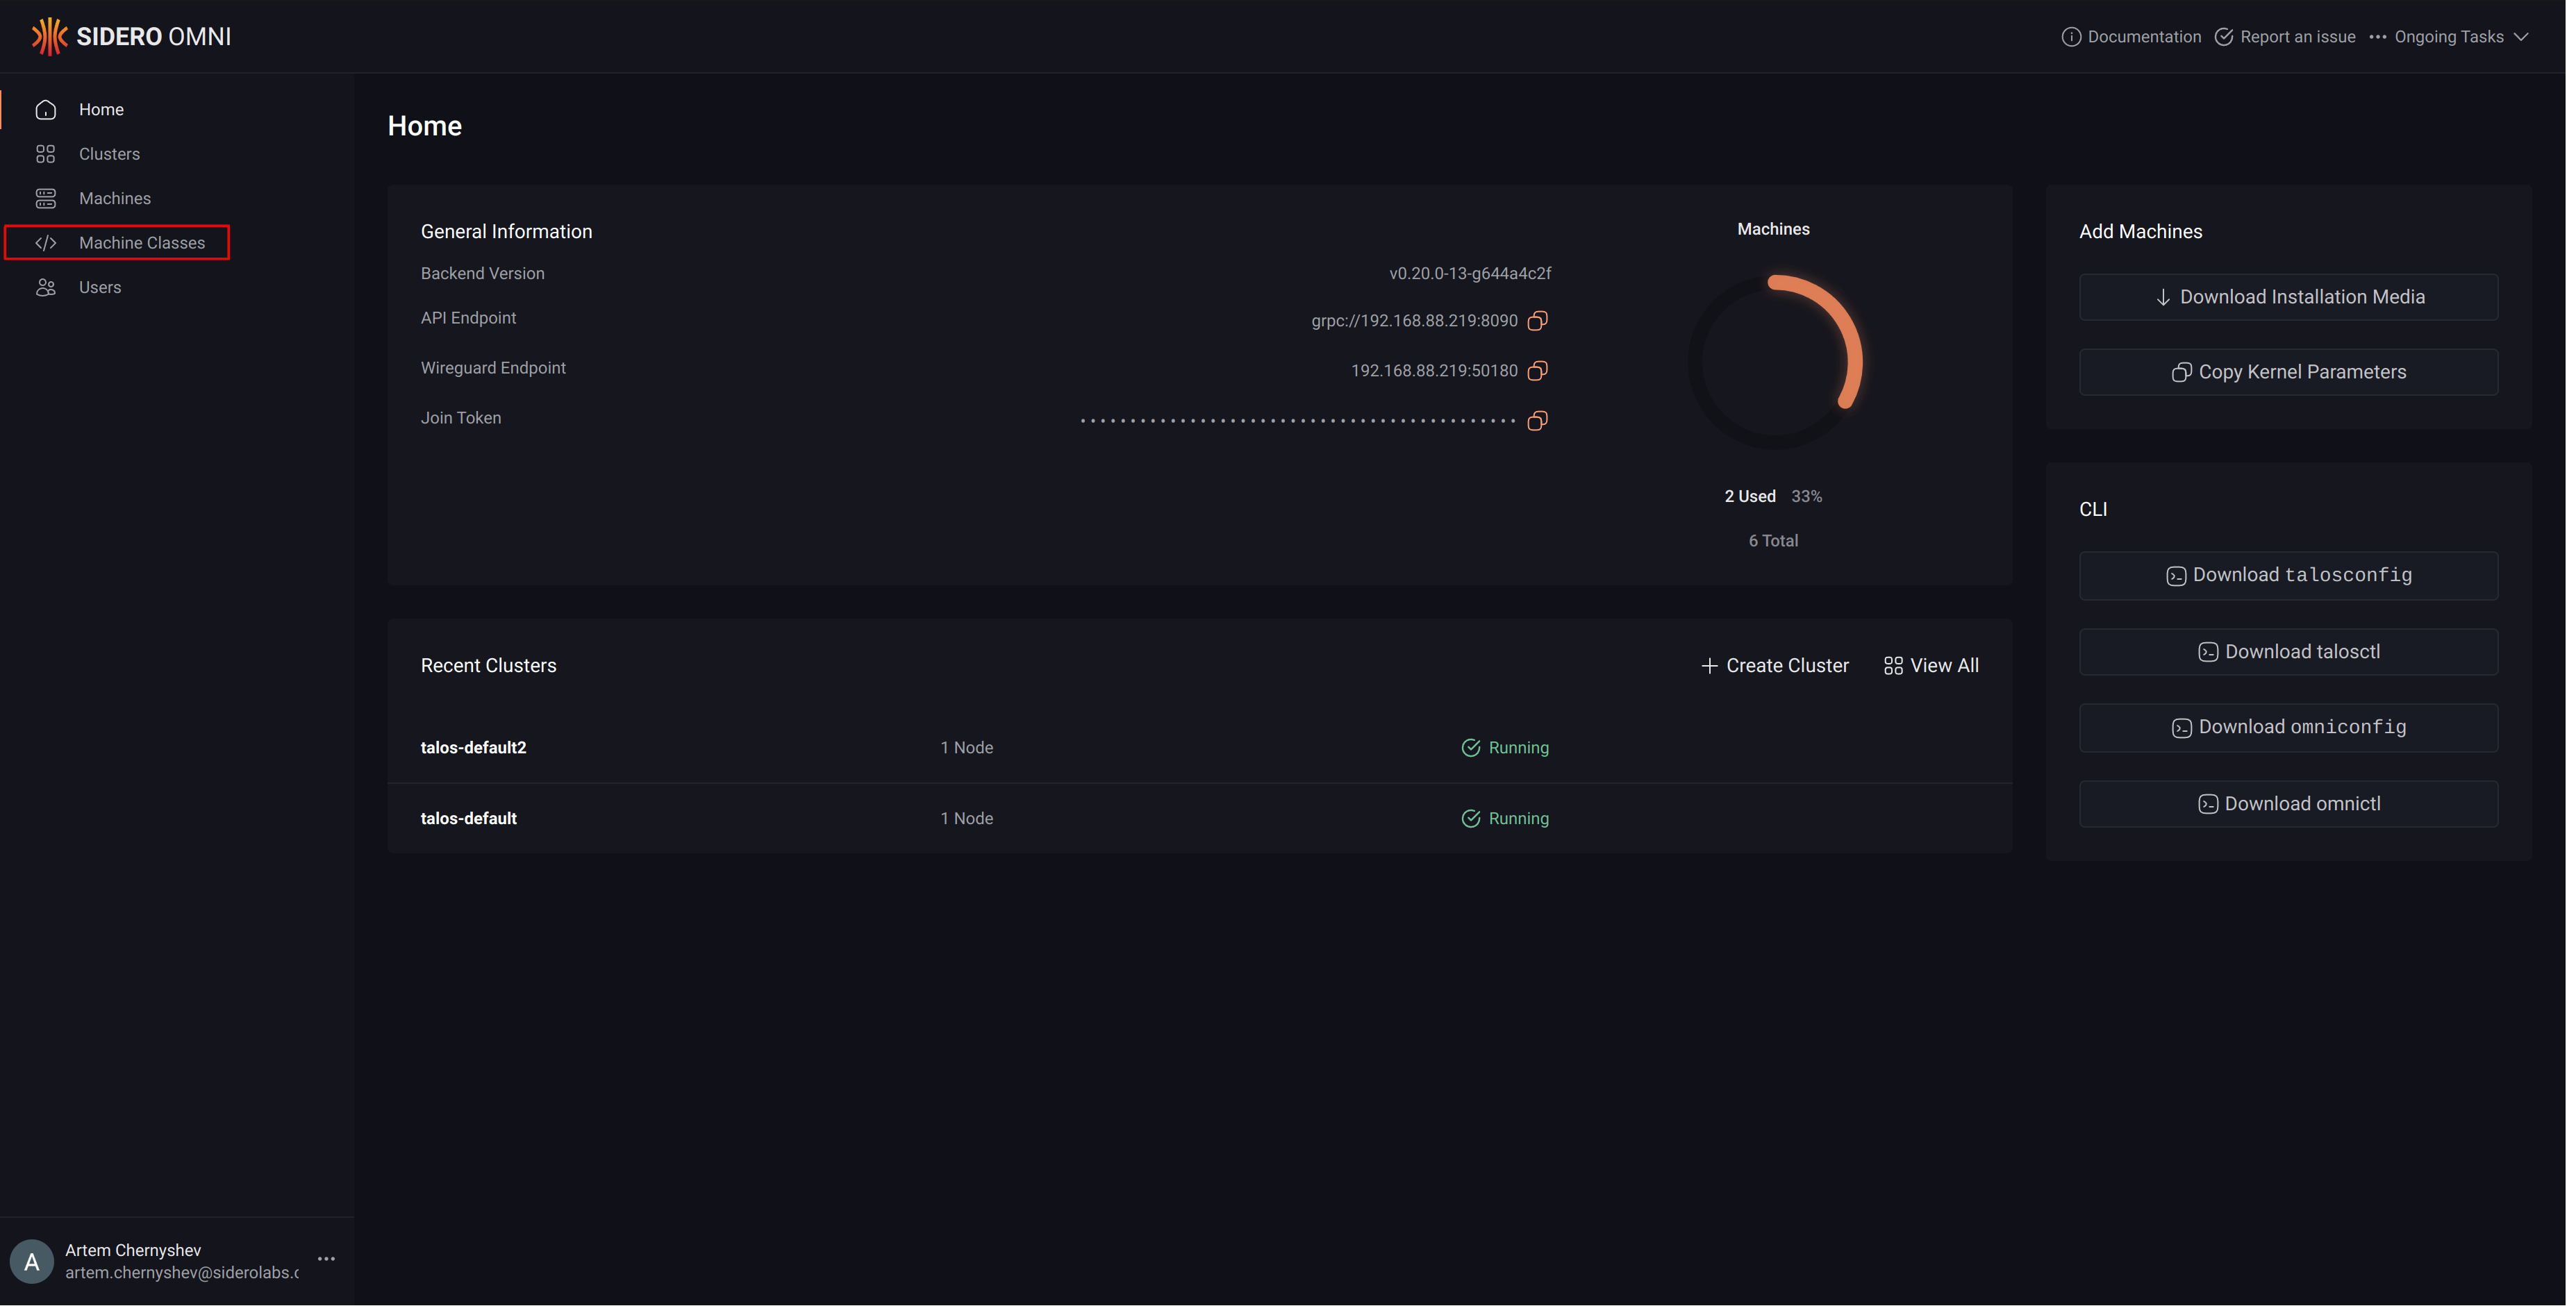 SIDERO OMNI
Documentation
Report an issue
Ongoing Tasks
Home
Clusters
Machines
Machine Classes
Users
Home
General Information
Backend Version v0.20.0-13-g644a4c2f
API Endpoint grpc://192.168.88.219:8090
Wireguard Endpoint 192.168.88.219:50180
Join Token
Machines
2 Used 33%
6 Total
Add Machines
Download Installation Media
Copy Kernel Parameters
CLI
Download talosconfig
Download talosctl
Download omniconfig
Download omnictl
Recent Clusters
Create Cluster
View All
talos-default2 1 Node Running
talos-default 1 Node Running
A
Artem Chernyshev
artem.chernyshev@siderolabs.c